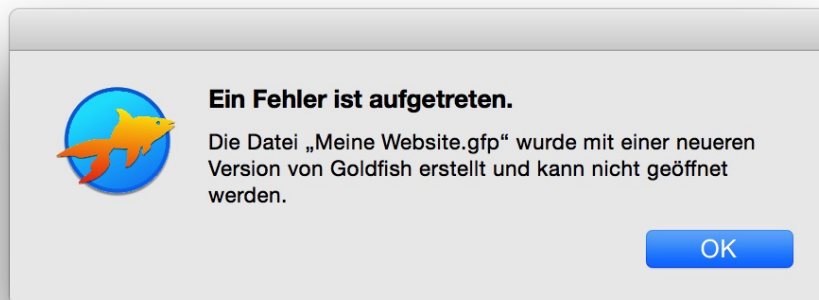 Ein Fehler ist aufgetreten.
Die Datei „Meine Website.gfp“ wurde mit einer neueren
Version von Goldfish erstellt und kann nicht geöffnet
werden.
OK